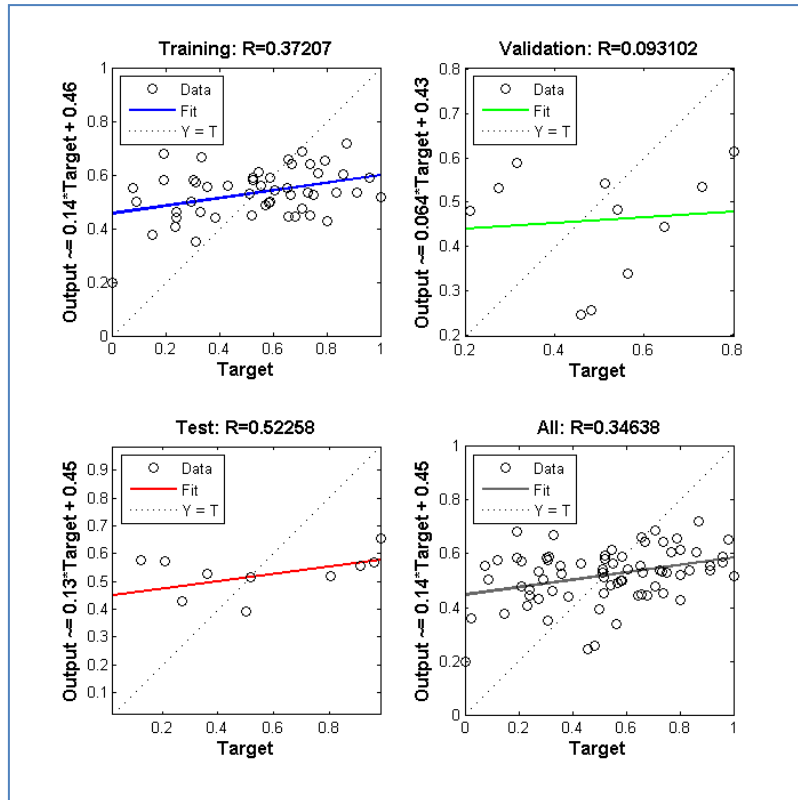 Training: R=0.37207
Output ~= 0.14*Target + 0.46
1
0.8
0.6
0.4
0.2
0
Data
Fit
Y = T
0 0.2 0.4 0.6 0.8 1
Target
Validation: R=0.093102
Output ~= 0.064*Target + 0.43
0.8
0.7
0.6
0.5
0.4
0.3
0.2
Data
Fit
Y = T
0.2 0.4 0.6 0.8
Target
Test: R=0.52258
Output ~= 0.13*Target + 0.45
0.9
0.8
0.7
0.6
0.5
0.4
0.3
0.2
0.1
Data
Fit
Y = T
0.2 0.4 0.6 0.8
Target
All: R=0.34638
Output ~= 0.14*Target + 0.45
1
0.8
0.6
0.4
0.2
0
Data
Fit
Y = T
0 0.2 0.4 0.6 0.8 1
Target